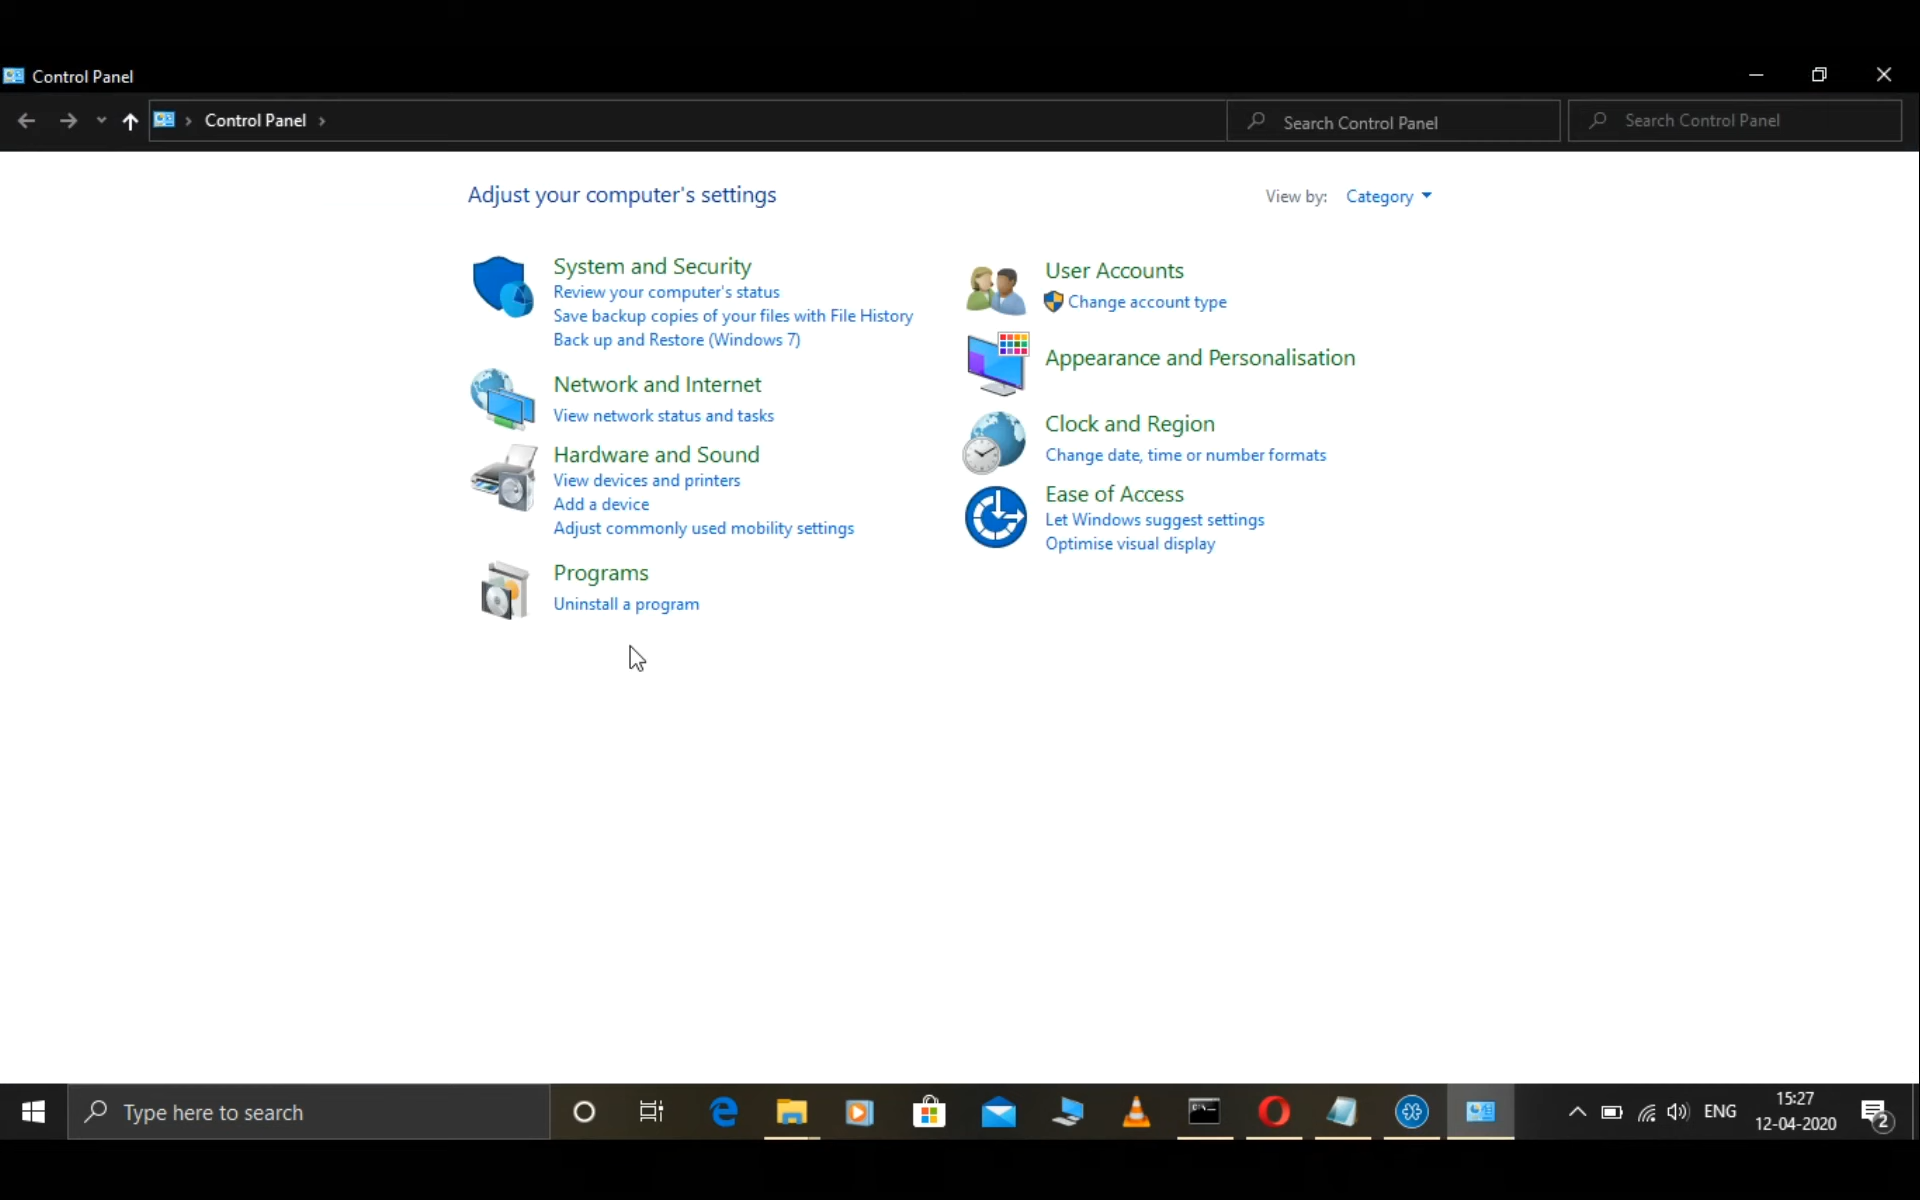 Control Panel
Control Panel
Search Control Panel
Search Control Panel
Adjust your computer's settings
View by: Category
System and Security
Review your computer's status
Save backup copies of your files with File History
Back up and Restore (Windows 7)
Network and Internet
View network status and tasks
Hardware and Sound
View devices and printers
Add a device
Adjust commonly used mobility settings
Programs
Uninstall a program
User Accounts
Change account type
Appearance and Personalisation
Clock and Region
Change date, time or number formats
Ease of Access
Let Windows suggest settings
Optimise visual display
Type here to search
ENG
15:27
12-04-2020
2